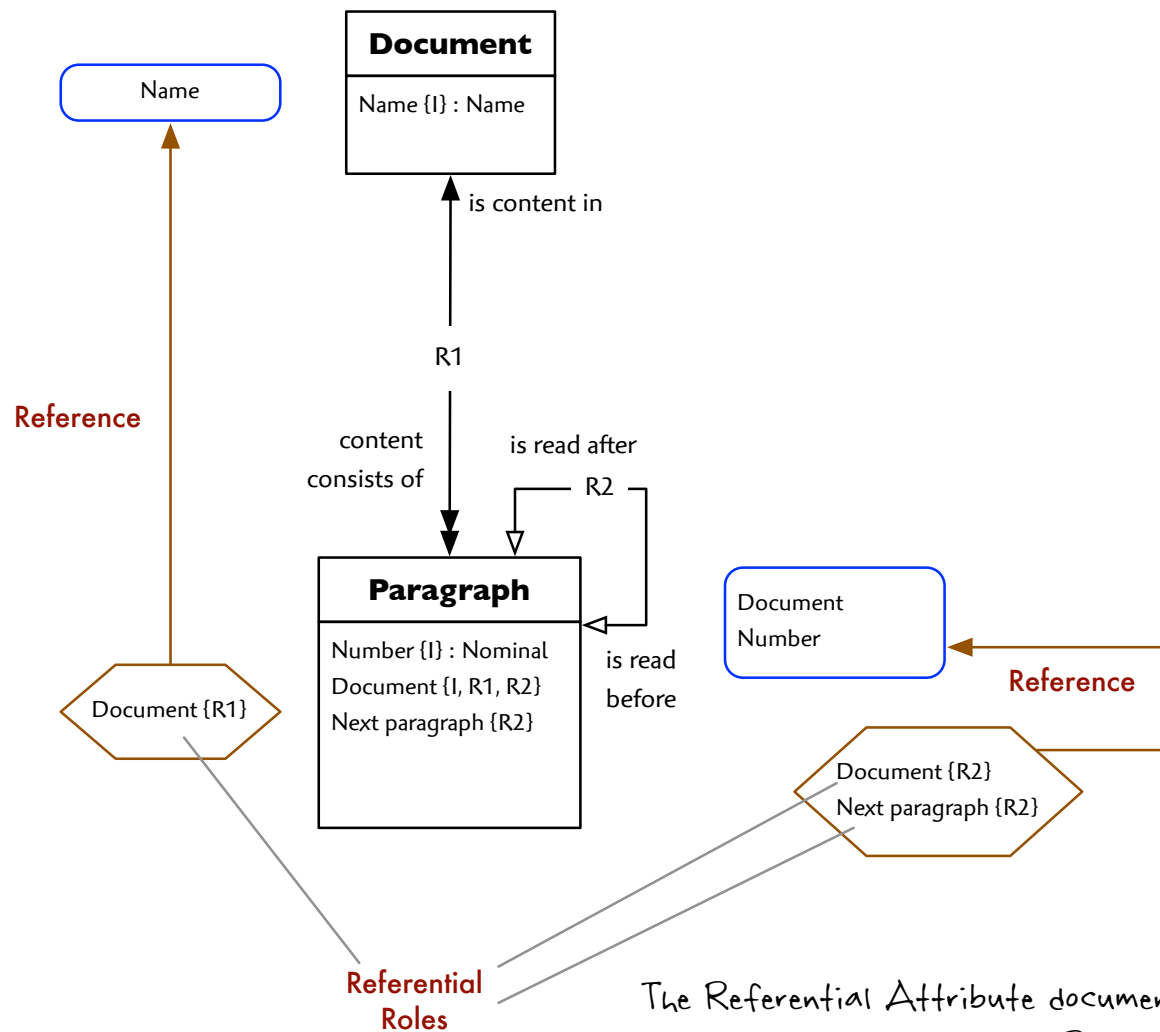 Document
Name {I} : Name
Name
is content in
R1
Reference
content
consists of
is read after
R2
Paragraph
Number {I} : Nominal
Document {I, R1, R2}
Next paragraph {R2}
is read
before
Document
Number
Reference
Document {R1}
Document {R2}
Next paragraph {R2}
Referential
Roles
The Referential Attribute